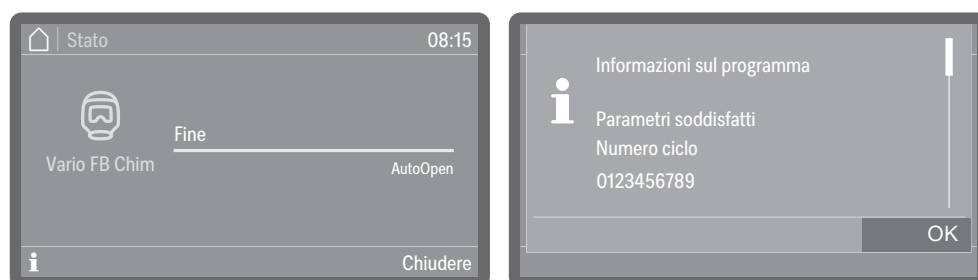 Stato
08:15
Fine
Vario FB Chim
AutoOpen
Chiudere
Informazioni sul programma
Parametri soddisfatti
Numero ciclo
0123456789
OK